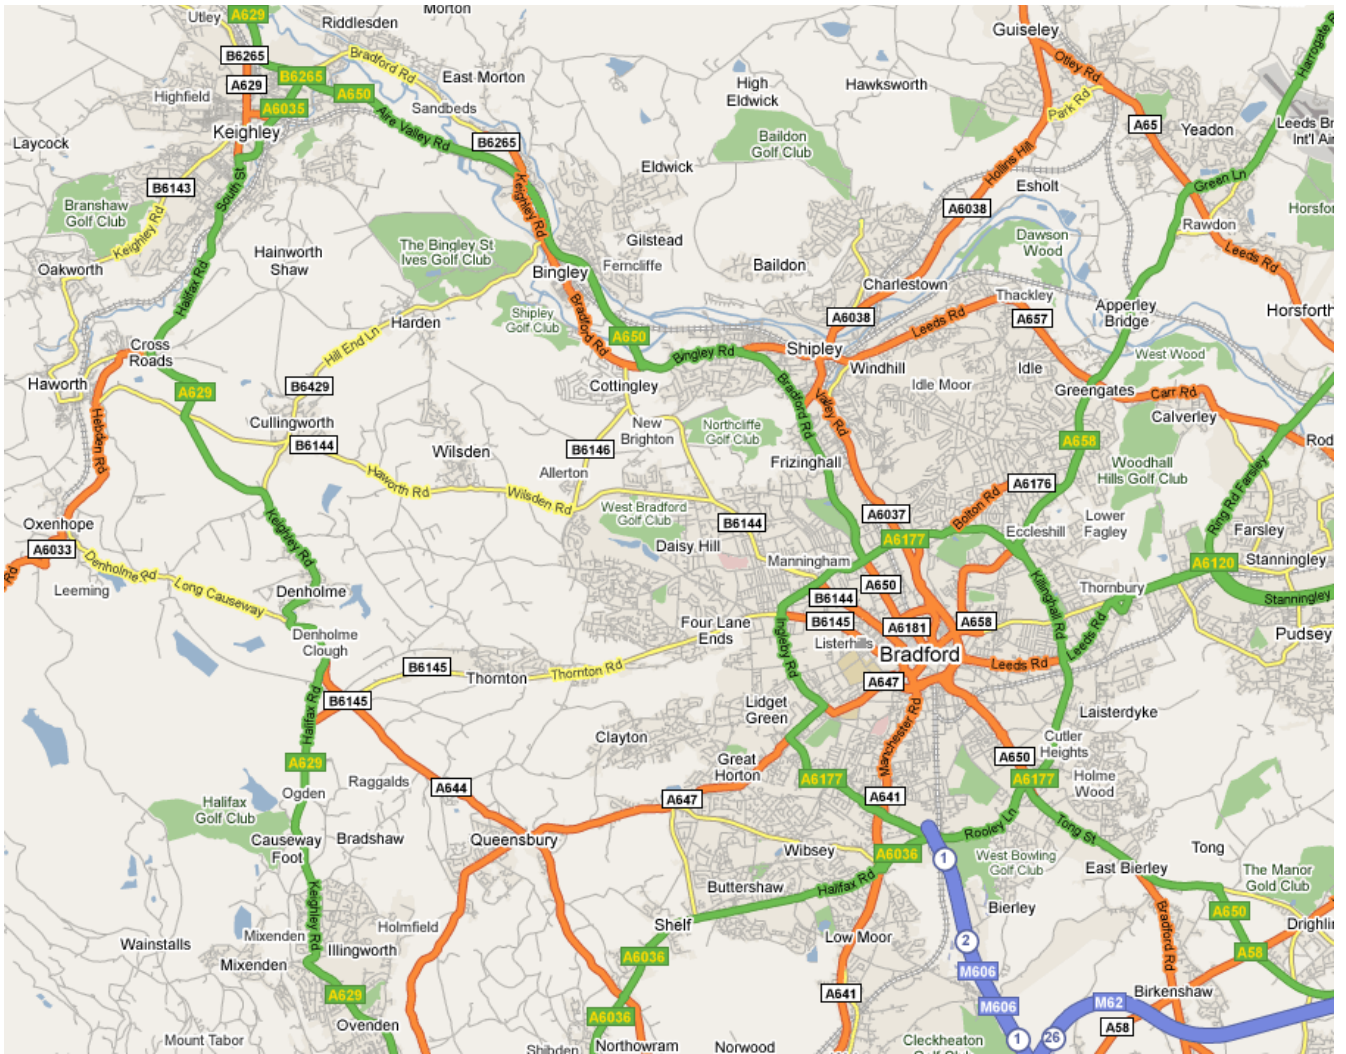 Utley
A629
Riddlesden
Morton
Guiseley
Harrogate R
B6265
Bradford Rd
East Morton
Otley Rd
B6265
A629
A650
Highfield
A6035
Sandbeds
High
Eldwick
Hawksworth
Park Rd
Keighley
Aire Valley Rd
B6265
Baildon
Golf Club
A65
Yeadon
Leeds Br
Int'l Air
Laycock
Eldwick
Hollins Hill
B6143
South St
Keighley Rd
Esholt
Green Ln
Branshaw
Golf Club
Keighley Rd
A6038
Horsfor
Rawdon
Hainworth
Shaw
The Bingley St
Ives Golf Club
Gilstead
Ferncliffe
Dawson
Wood
Leeds Rd
Oakworth
Halifax Rd
Bingley
Baildon
Charlestown
Thackley
Apperley
Bridge
Horsforth
Shipley
Golf Club
Bradford Rd
Harden
A6038
Leeds Rd
A657
Hill End Ln
A650
Cross
Roads
Bingley Rd
Shipley
Windhill
Idle
West Wood
Haworth
A629
B6429
Cottingley
Bradford Rd
Valley Rd
Idle Moor
Greengates
Carr Rd
Calverley
Hebden Rd
Cullingworth
B6144
New
Brighton
Northcliffe
Golf Club
A658
Rod
Wilsden
B6146
Allerton
Frizinghall
Woodhall
Hills Golf Club
Haworth Rd
Wilsden Rd
West Bradford
Golf Club
A6176
Bolton Rd
Ring Rd Farsley
Oxenhope
Keighley Rd
B6144
A6037
Eccleshill
Lower
Fagley
Farsley
A6033
Rd
Daisy Hill
A6177
Denholme Rd
Long Causeway
Manningham
Killinghall Rd
A6120
Stanningley
Leeming
Denholme
A650
Thornbury
Stanningley
B6144
B6145
Ingleby Rd
Four Lane
Ends
A6181
A658
Leeds Rd
Pudsey
Denholme
Clough
Listerhills
Bradford
Leeds Rd
B6145
Thornton
Thornton Rd
A647
B6145
Halifax Rd
Lidget
Green
Manchester Rd
Laisterdyke
Clayton
Cutler
Heights
A629
Great
Horton
A650
Raggalds
A6177
A6177
Holme
Wood
Ogden
A644
A647
A641
Halifax
Golf Club
Causeway
Foot
Bradshaw
Queensbury
Rooley Ln
Tong St
Wibsey
A6036
Tong
1
West Bowling
Golf Club
East Bierley
The Manor
Gold Club
Keighley Rd
Buttershaw
Halifax Rd
Bierley
Bradford Rd
A650
Holmfield
Shelf
Drighlin
Wainstalls
Mixenden
Illingworth
Low Moor
2
A58
Mixenden
A6036
M606
A629
A641
M606
M62
Birkenshaw
A6036
Ovenden
A58
Mount Tabor
Shibden
Northowram
Norwood
Cleckheaton
Golf Club
1
26